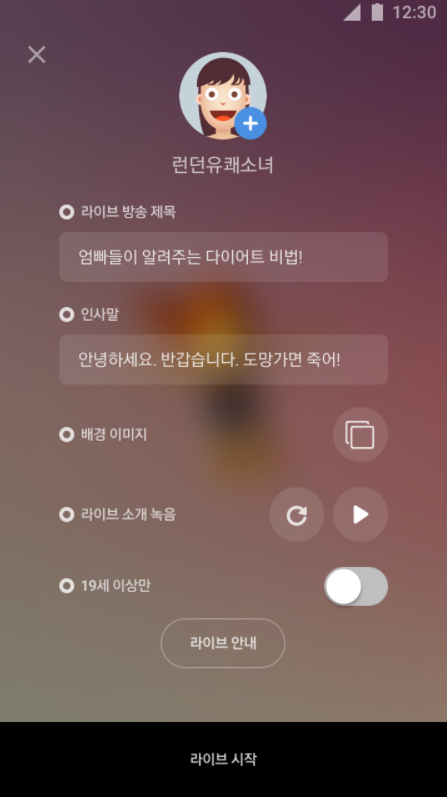 12:30
런던유쾌소녀
라이브 방송 제목
엄빠들이 알려주는 다이어트 비법!
인사말
안녕하세요. 반갑습니다. 도망가면 죽어!
배경 이미지
라이브 소개 녹음
19세 이상만
라이브 안내
라이브 시작